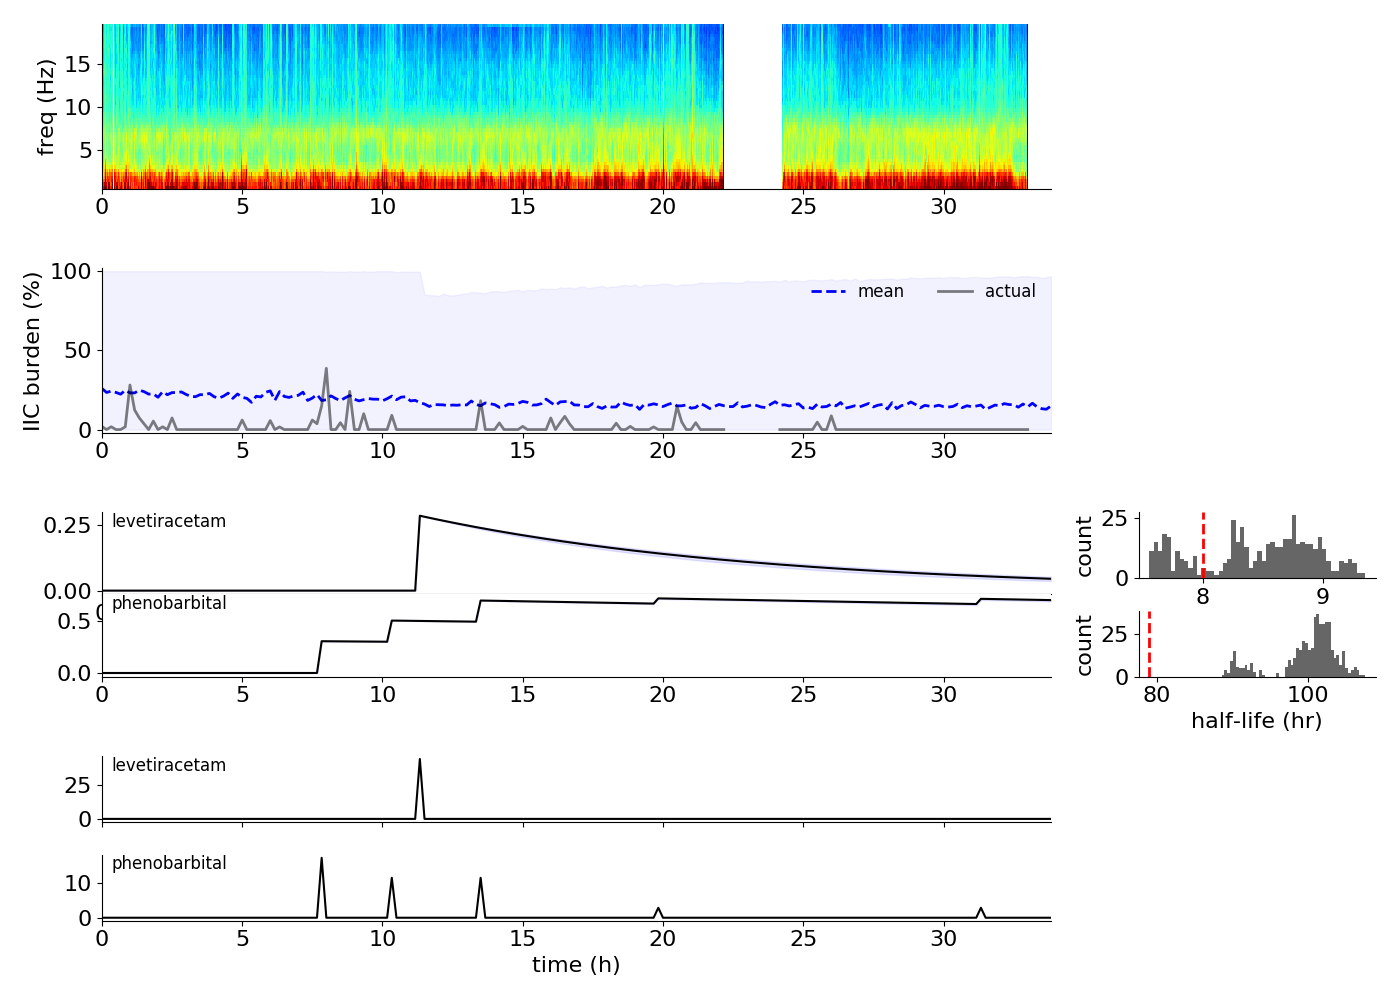 freq (Hz)
15
10
5
0 5 10 15 20 25 30
IIC burden (%)
100
50
0
mean actual
0 5 10 15 20 25 30
levetiracetam
0.25
0.00
count
25
0
8 9
phenobarbital
0.5
0.0
0 5 10 15 20 25 30
count
25
0
80 100
half-life (hr)
levetiracetam
25
0
phenobarbital
10
0
0 5 10 15 20 25 30
time (h)